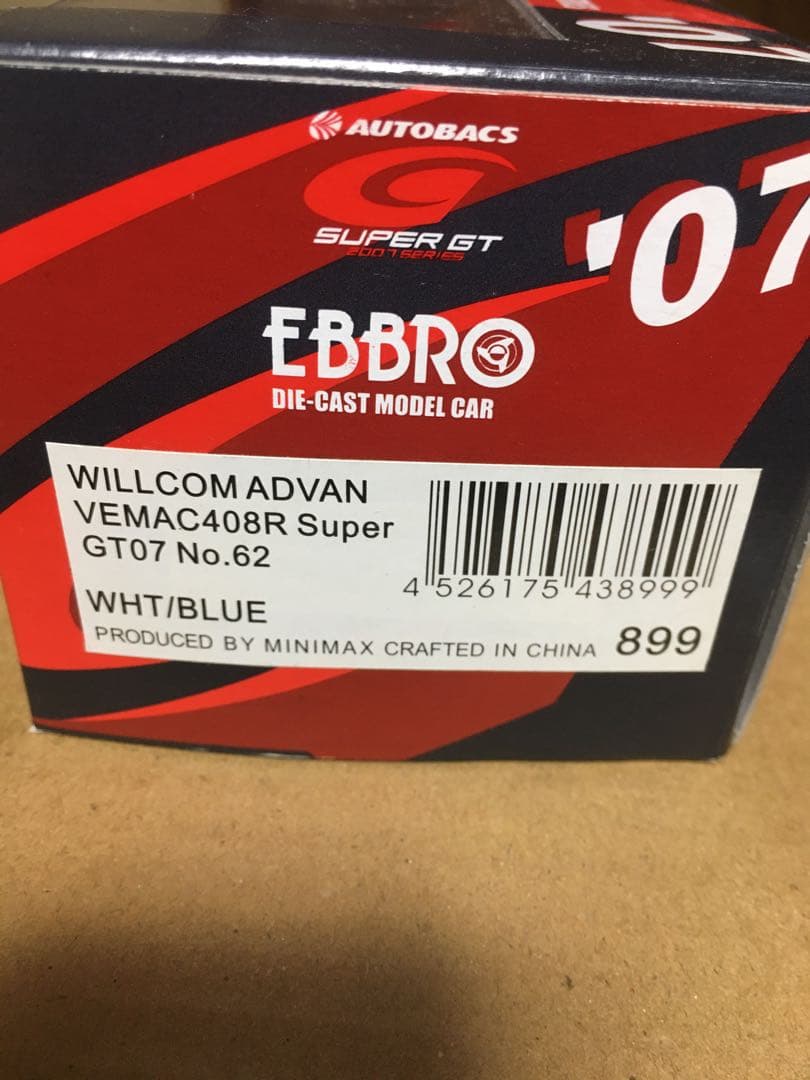 AUTOBACS
SUPER GT
2007 SERIES
'07
EBBRO
DIE-CAST MODEL CAR
WILLCOM ADVAN
VEMAC408R Super
GT07 No.62
WHT/BLUE
4 526175 438999
PRODUCED BY MINIMAX CRAFTED IN CHINA 899